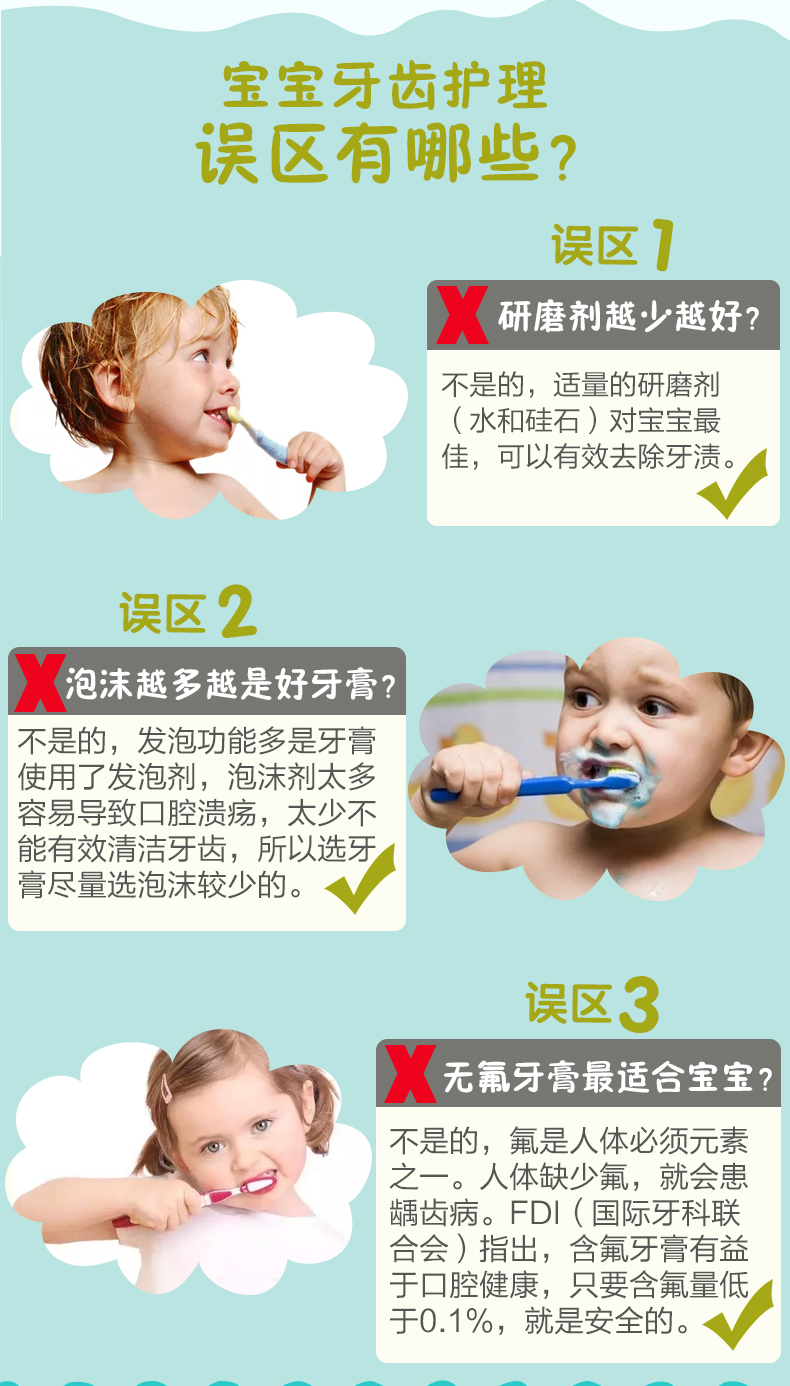 宝宝牙齿护理
误区有哪些?
误区1
X 研磨剂越少越好?
不是的，适量的研磨剂
（水和硅石）对宝宝最
佳，可以有效去除牙渍。
误区2
X 泡沫越多越是好牙膏?
不是的，发泡功能多是牙膏
使用了发泡剂，泡沫剂太多
容易导致口腔溃疡，太少不
能有效清洁牙齿，所以选牙
膏尽量选泡沫较少的。
误区3
X 无氟牙膏最适合宝宝?
不是的，氟是人体必须元素
之一。人体缺少氟，就会患
龋齿病。FDI（国际牙科联
合会）指出，含氟牙膏有益
于口腔健康，只要含氟量低
于0.1%，就是安全的。